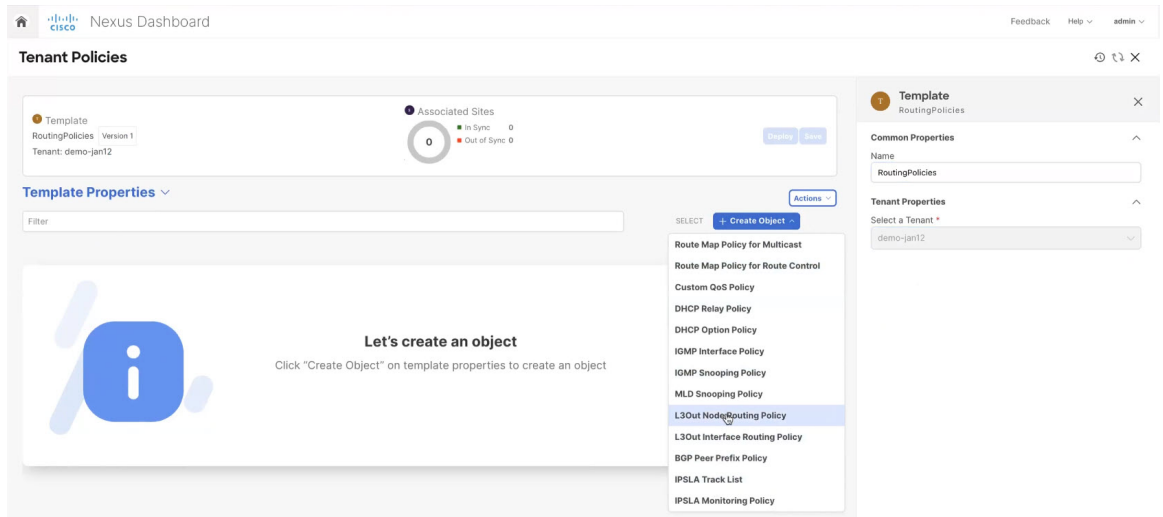 CISCO Nexus Dashboard
Feedback Help admin
Tenant Policies
T Template
RoutingPolicies Version 1
Tenant: demo-jan12
Associated Sites
0
In Sync 0
Out of Sync 0
Deploy Save
Template Properties
Actions
Filter
SELECT + Create Object
Route Map Policy for Multicast
Route Map Policy for Route Control
Custom QoS Policy
DHCP Relay Policy
DHCP Option Policy
IGMP Interface Policy
IGMP Snooping Policy
MLD Snooping Policy
L3Out Node Routing Policy
L3Out Interface Routing Policy
BGP Peer Prefix Policy
IPSLA Track List
IPSLA Monitoring Policy
Let's create an object
Click "Create Object" on template properties to create an object
T Template
RoutingPolicies
Common Properties
Name
RoutingPolicies
Tenant Properties
Select a Tenant *
demo-jan12